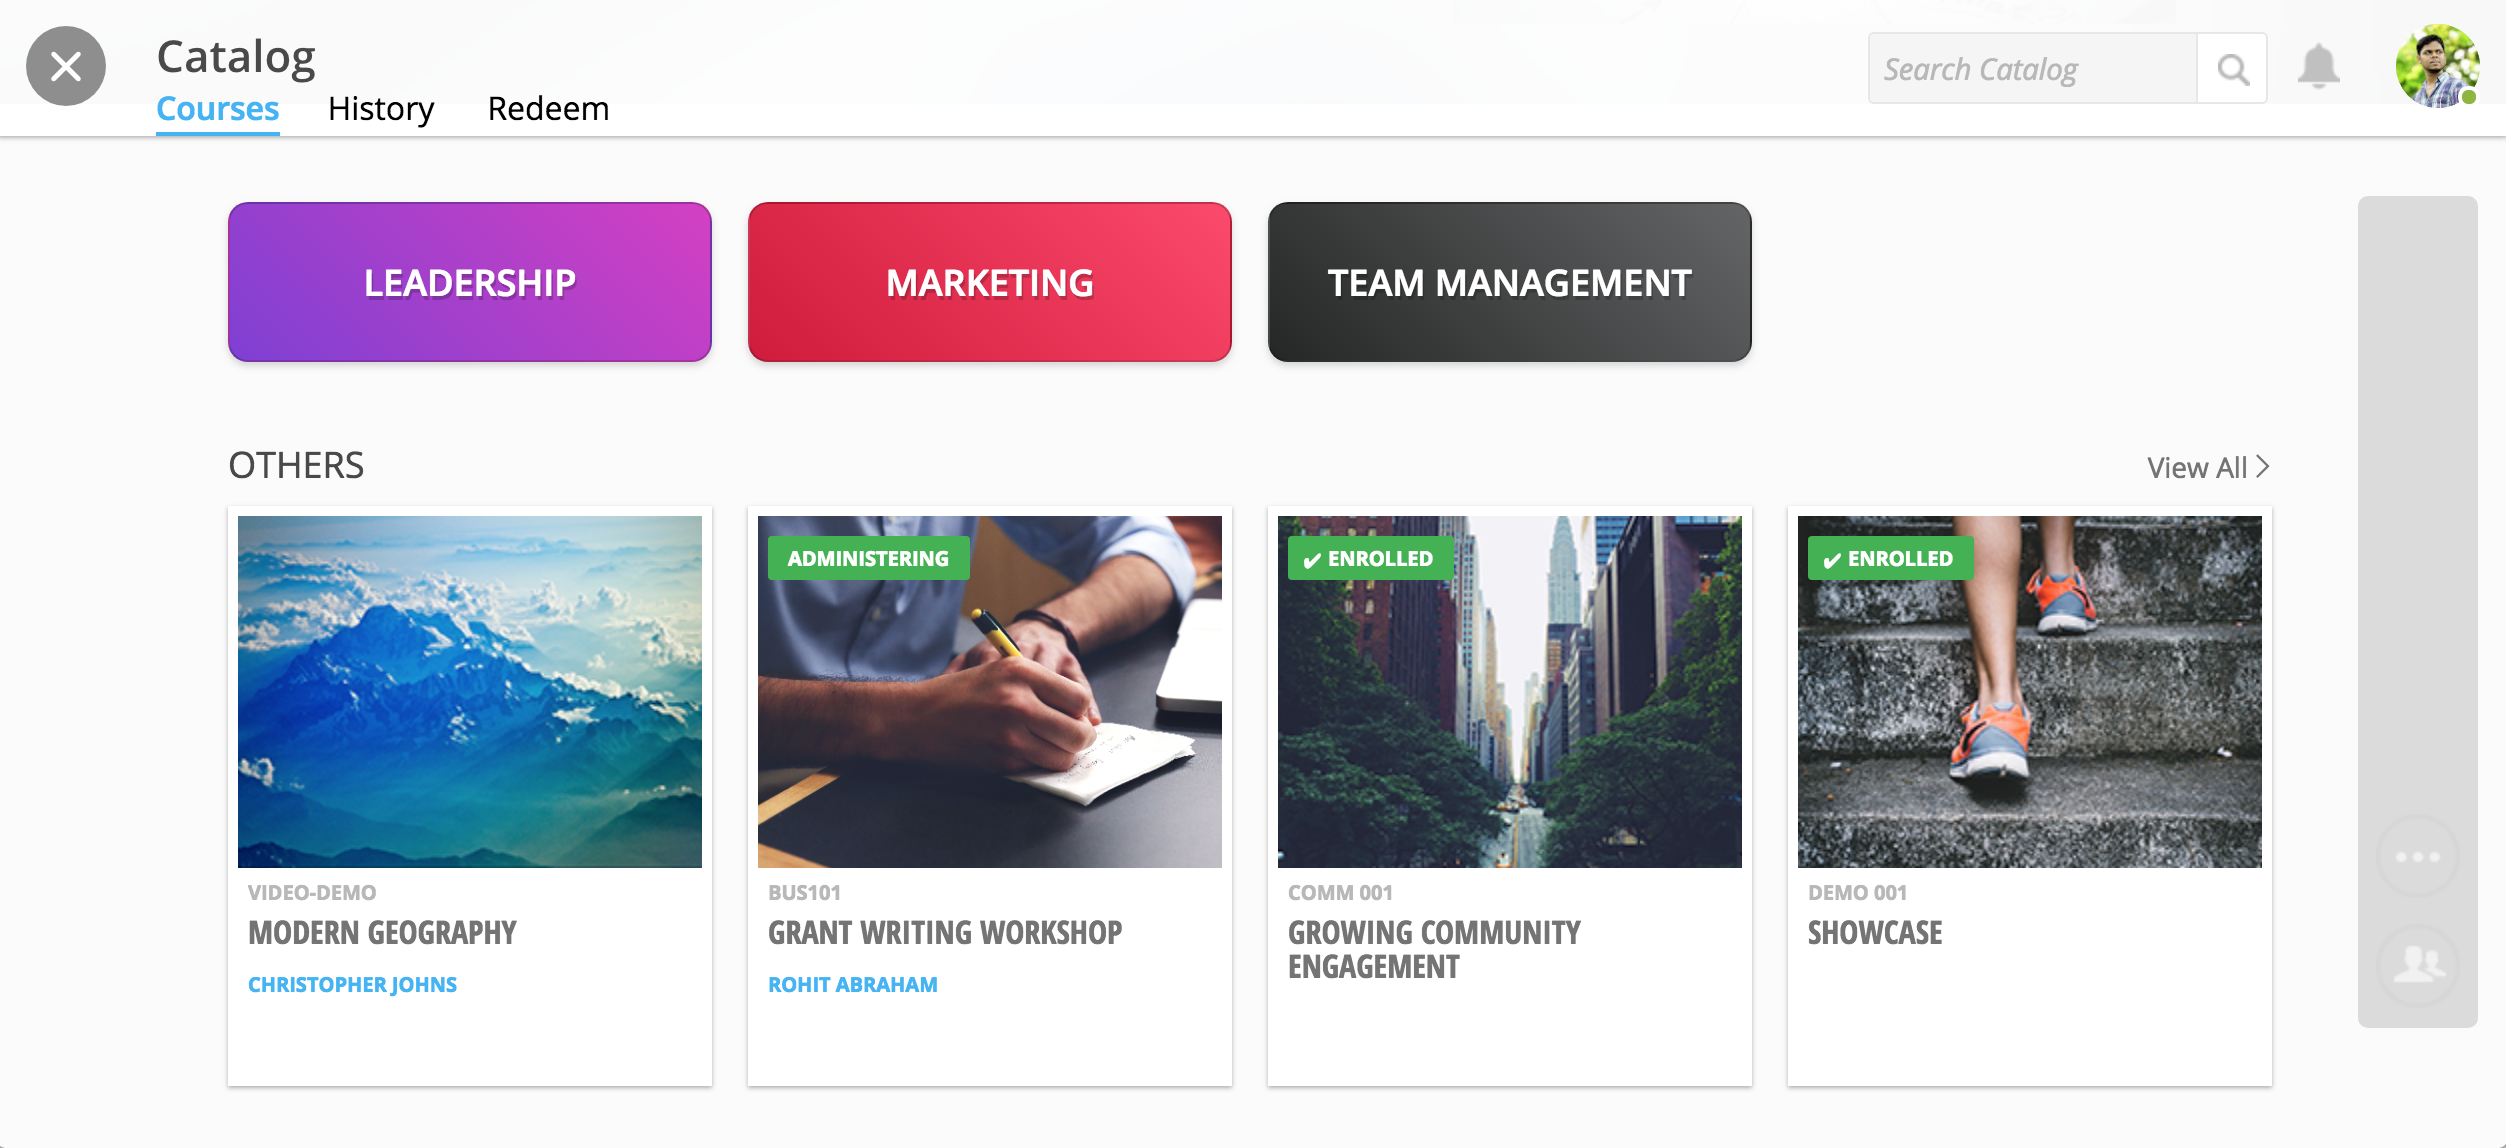 Catalog
Search Catalog
Courses History Redeem
LEADERSHIP
MARKETING
TEAM MANAGEMENT
OTHERS
View All
VIDEO-DEMO
MODERN GEOGRAPHY
CHRISTOPHER JOHNS
ADMINISTERING
BUS101
GRANT WRITING WORKSHOP
ROHIT ABRAHAM
✔ ENROLLED
COMM 001
GROWING COMMUNITY
ENGAGEMENT
✔ ENROLLED
DEMO 001
SHOWCASE